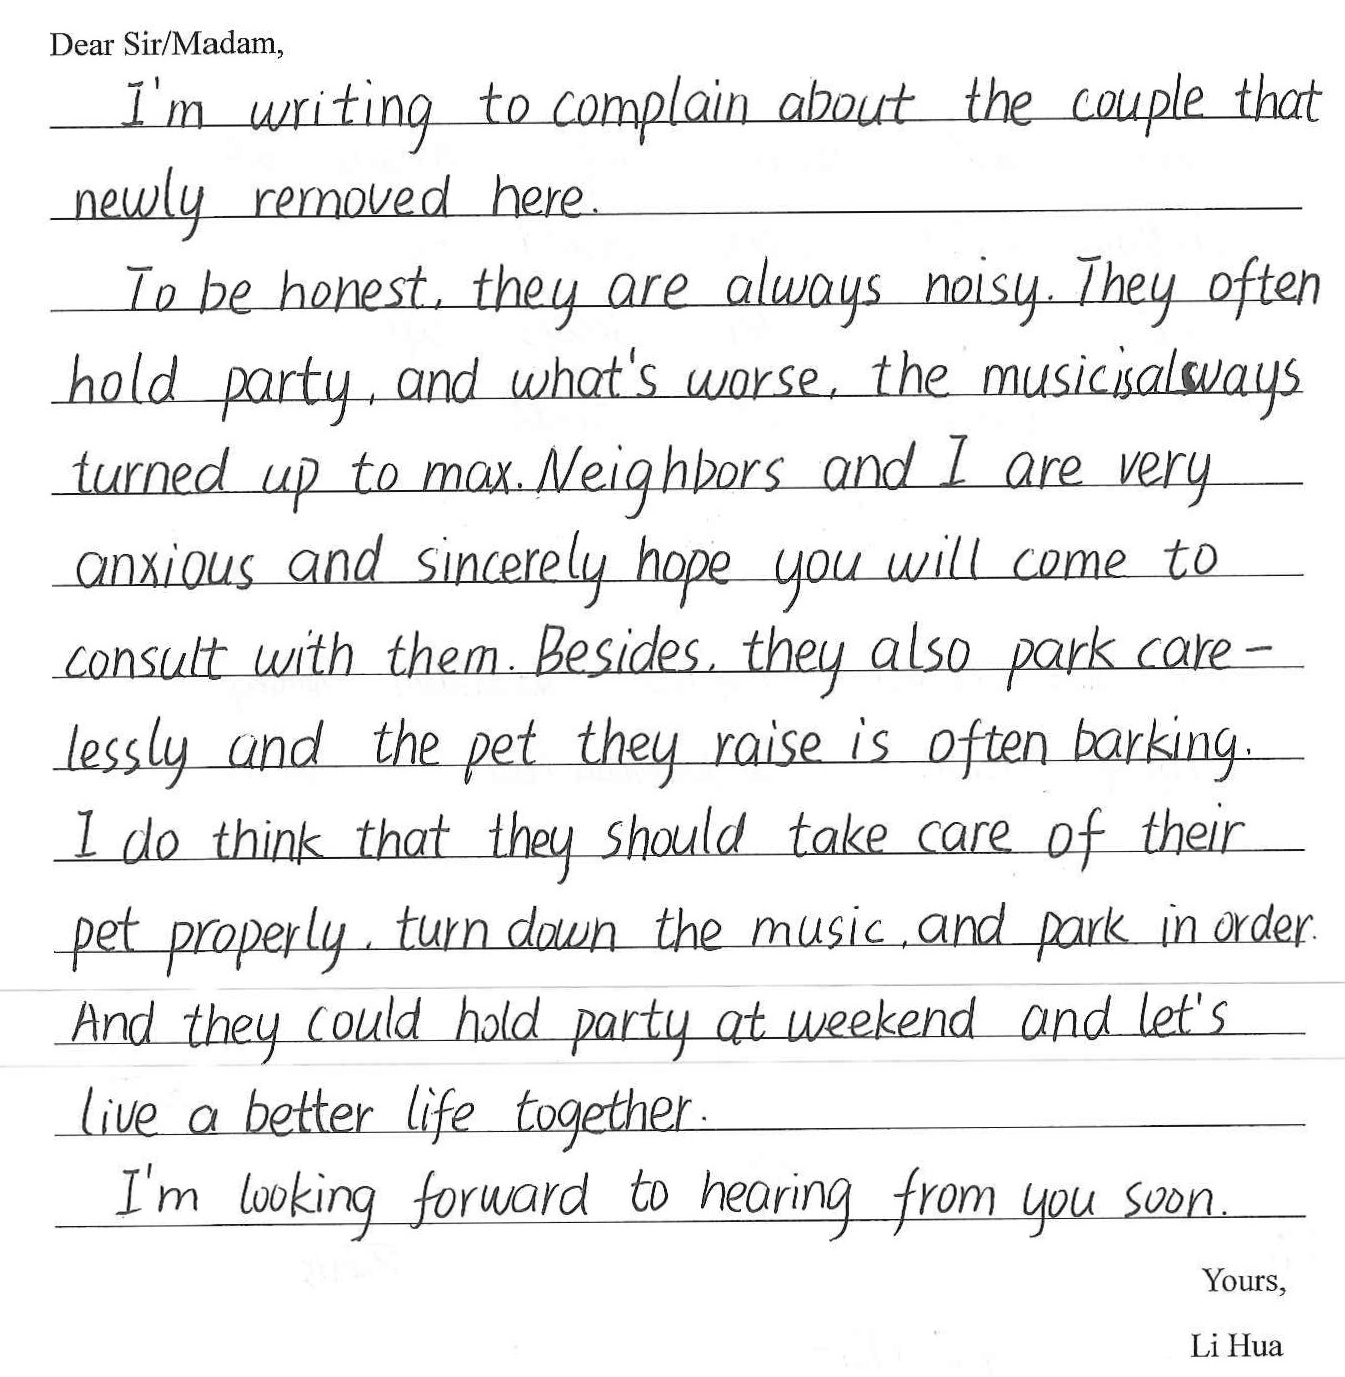 Dear Sir/Madam,
I'm writing to complain about the couple that
newly removed here.
To be honest, they are always noisy. They often
hold party, and what's worse, the music is always
turned up to max. Neighbors and I are very
anxious and sincerely hope you will come to
consult with them. Besides, they also park care-
lessly and the pet they raise is often barking.
I do think that they should take care of their
pet properly, turn down the music, and park in order.
And they could hold party at weekend and let's
live a better life together.
I'm looking forward to hearing from you soon.
Yours,
Li Hua